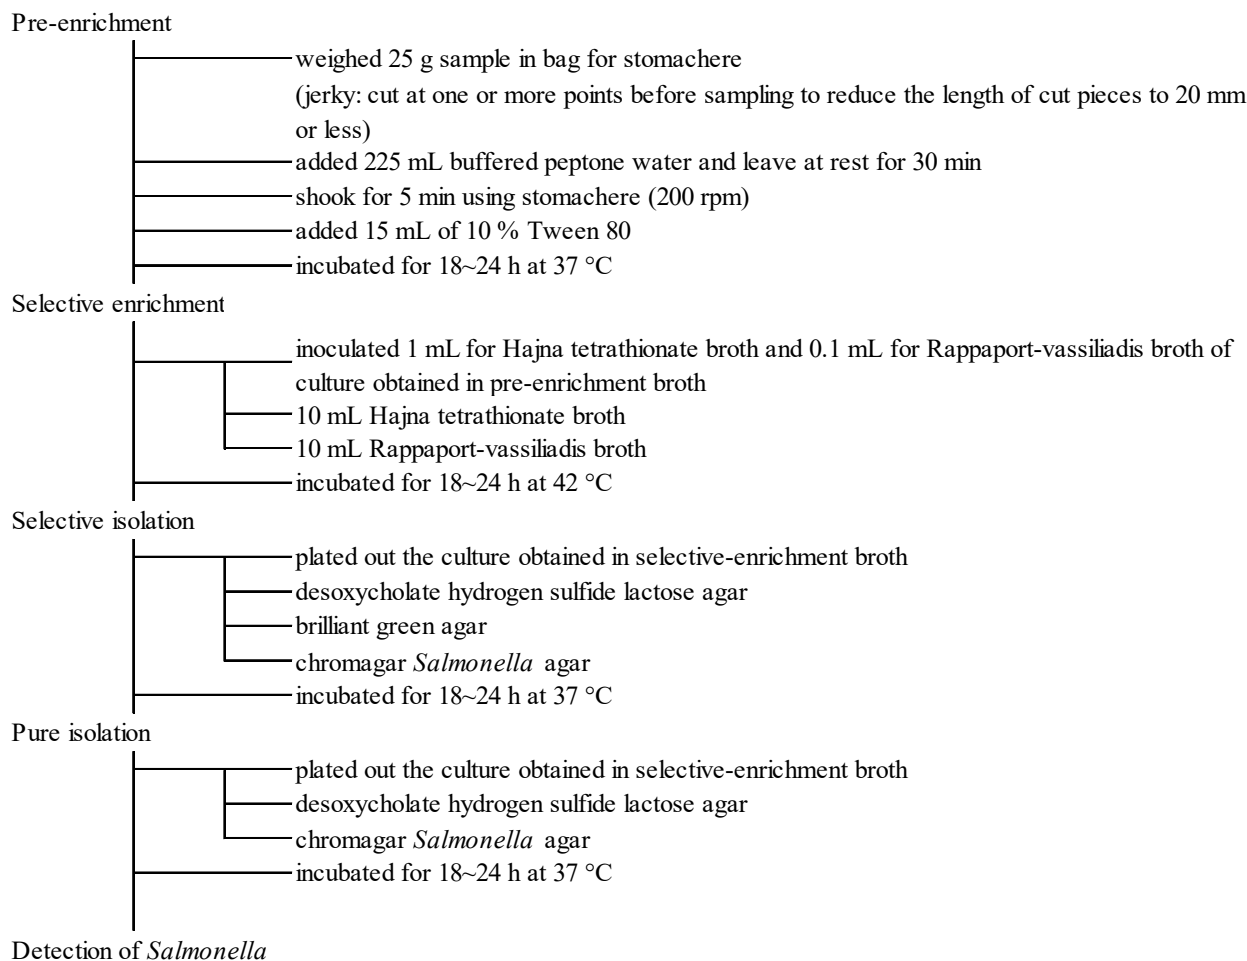 Pre-enrichment
weighed 25 g sample in bag for stomachere
(jerky: cut at one or more points before sampling to reduce the length of cut pieces to 20 mm
or less)
added 225 mL buffered peptone water and leave at rest for 30 min
shook for 5 min using stomachere (200 rpm)
added 15 mL of 10 % Tween 80
incubated for 18~24 h at 37 °C
Selective enrichment
inoculated 1 mL for Hajna tetrathionate broth and 0.1 mL for Rappaport-vassiliadis broth of
culture obtained in pre-enrichment broth
10 mL Hajna tetrathionate broth
10 mL Rappaport-vassiliadis broth
incubated for 18~24 h at 42 °C
Selective isolation
plated out the culture obtained in selective-enrichment broth
desoxycholate hydrogen sulfide lactose agar
brilliant green agar
chromagar Salmonella agar
incubated for 18~24 h at 37 °C
Pure isolation
plated out the culture obtained in selective-enrichment broth
desoxycholate hydrogen sulfide lactose agar
chromagar Salmonella agar
incubated for 18~24 h at 37 °C
Detection of Salmonella